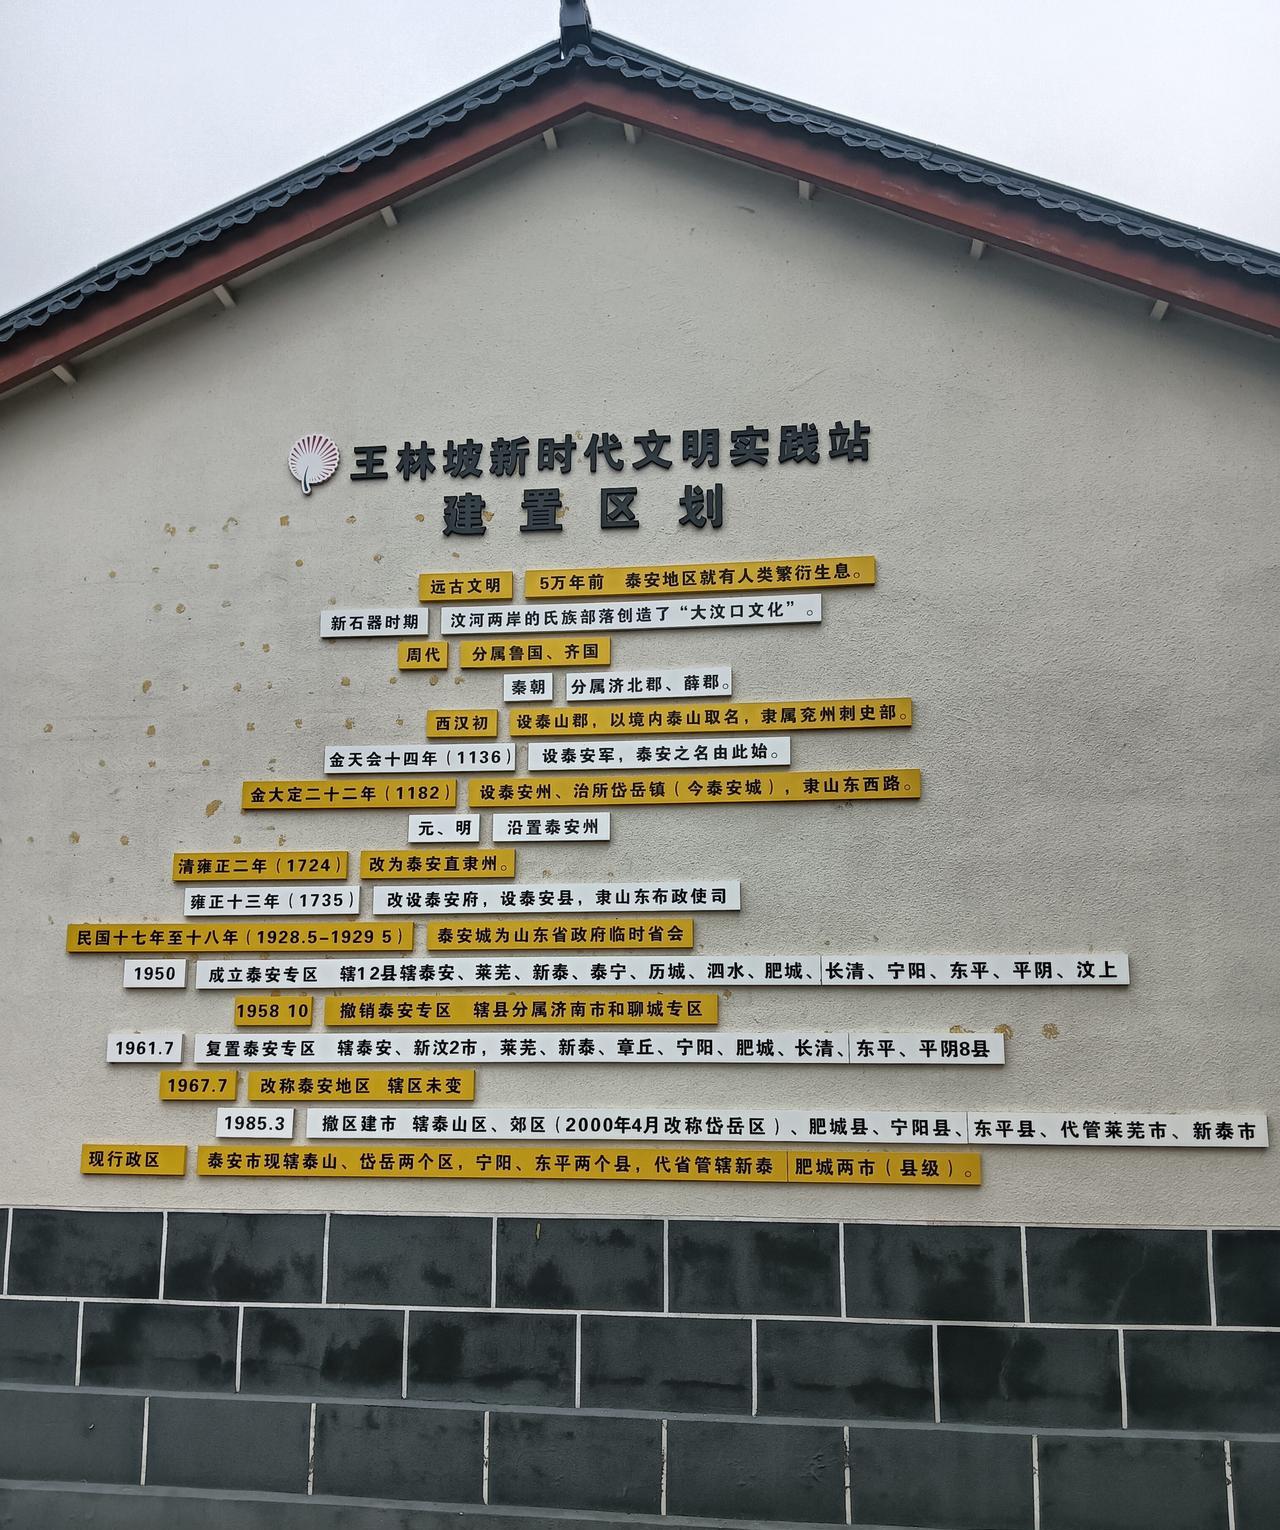 王林坡新时代文明实践站
建置区划
远古文明 5万年前 泰安地区就有人类繁衍生息。
新石器时期 汶河两岸的氏族部落创造了“大汶口文化”。
周代 分属鲁国、齐国
秦朝 分属济北郡、薛郡。
西汉初 设泰山郡，以境内泰山取名，隶属兖州刺史部。
金天会十四年（1136） 设泰安军，泰安之名由此始。
金大定二十二年（1182） 设泰安州、治所岱岳镇（今泰安城），隶山东西路。
元、明 沿置泰安州
清雍正二年（1724） 改为泰安直隶州。
雍正十三年（1735） 改设泰安府，设泰安县，隶山东布政使司
民国十七年至十八年（1928.5-1929 5） 泰安城为山东省政府临时省会
1950 成立泰安专区 辖12县辖泰安、莱芜、新泰、泰宁、历城、泗水、肥城、长清、宁阳、东平、平阴、汶上
1958 10 撤销泰安专区 辖县分属济南市和聊城专区
1961.7 复置泰安专区 辖泰安、新汶2市，莱芜、新泰、章丘、宁阳、肥城、长清、东平、平阴8县
1967.7 改称泰安地区 辖区未变
1985.3 撤区建市 辖泰山区、郊区（2000年4月改称岱岳区）、肥城县、宁阳县、东平县、代管莱芜市、新泰市
现行政区 泰安市现辖泰山、岱岳两个区，宁阳、东平两个县，代省管辖新泰 肥城两市（县级）。